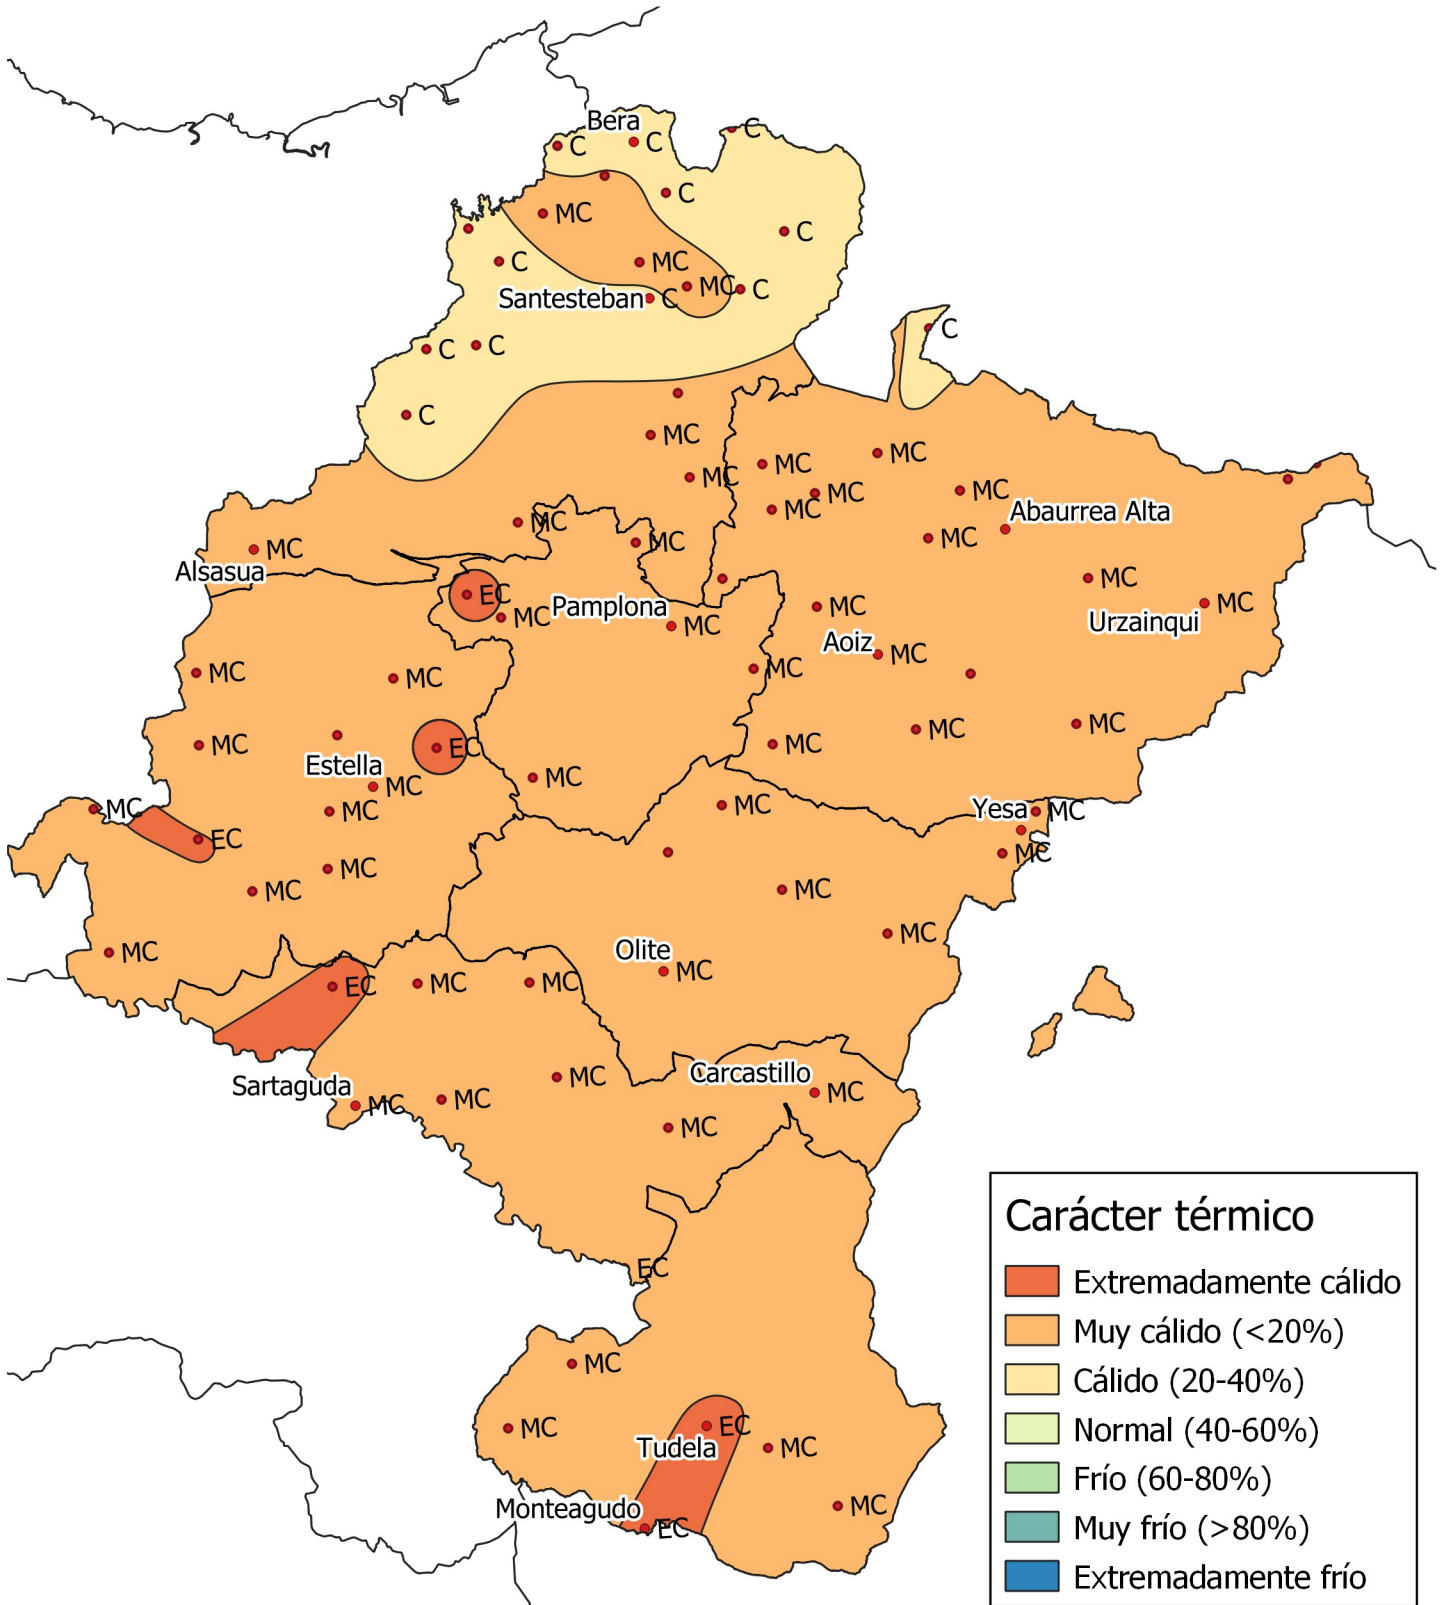 Bera
C
C
C
C
MC
C
C
MC
MC
C
Santesteban
C
C
C
C
C
MC
MC
MC
MC
MC
MC
MC
MC
Abaurrea Alta
MC
MC
MC
MC
Alsasua
MC
EC
Pamplona
MC
MC
MC
Urzainqui
MC
MC
Aoiz
MC
MC
MC
MC
MC
MC
MC
MC
EC
Estella
MC
MC
MC
MC
MC
Yesa
MC
EC
MC
MC
MC
MC
MC
MC
Olite
MC
EC
MC
MC
Sartaguda
MC
MC
MC
Carcastillo
MC
MC
EC
MC
MC
EC
Tudela
MC
Monteagudo
EC
MC
Carácter térmico
Extremadamente cálido
Muy cálido (<20%)
Cálido (20-40%)
Normal (40-60%)
Frío (60-80%)
Muy frío (>80%)
Extremadamente frío